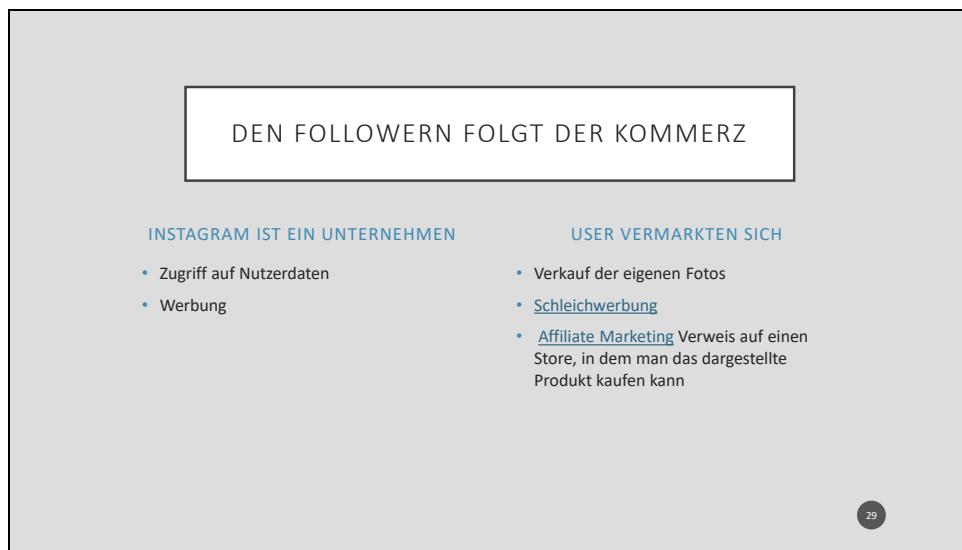 DEN FOLLOWERN FOLGT DER KOMMERZ
INSTAGRAM IST EIN UNTERNEHMEN
• Zugriff auf Nutzerdaten
• Werbung
USER VERMARKTEN SICH
• Verkauf der eigenen Fotos
• Schleichwerbung
• Affiliate Marketing Verweis auf einen
Store, in dem man das dargestellte
Produkt kaufen kann
29